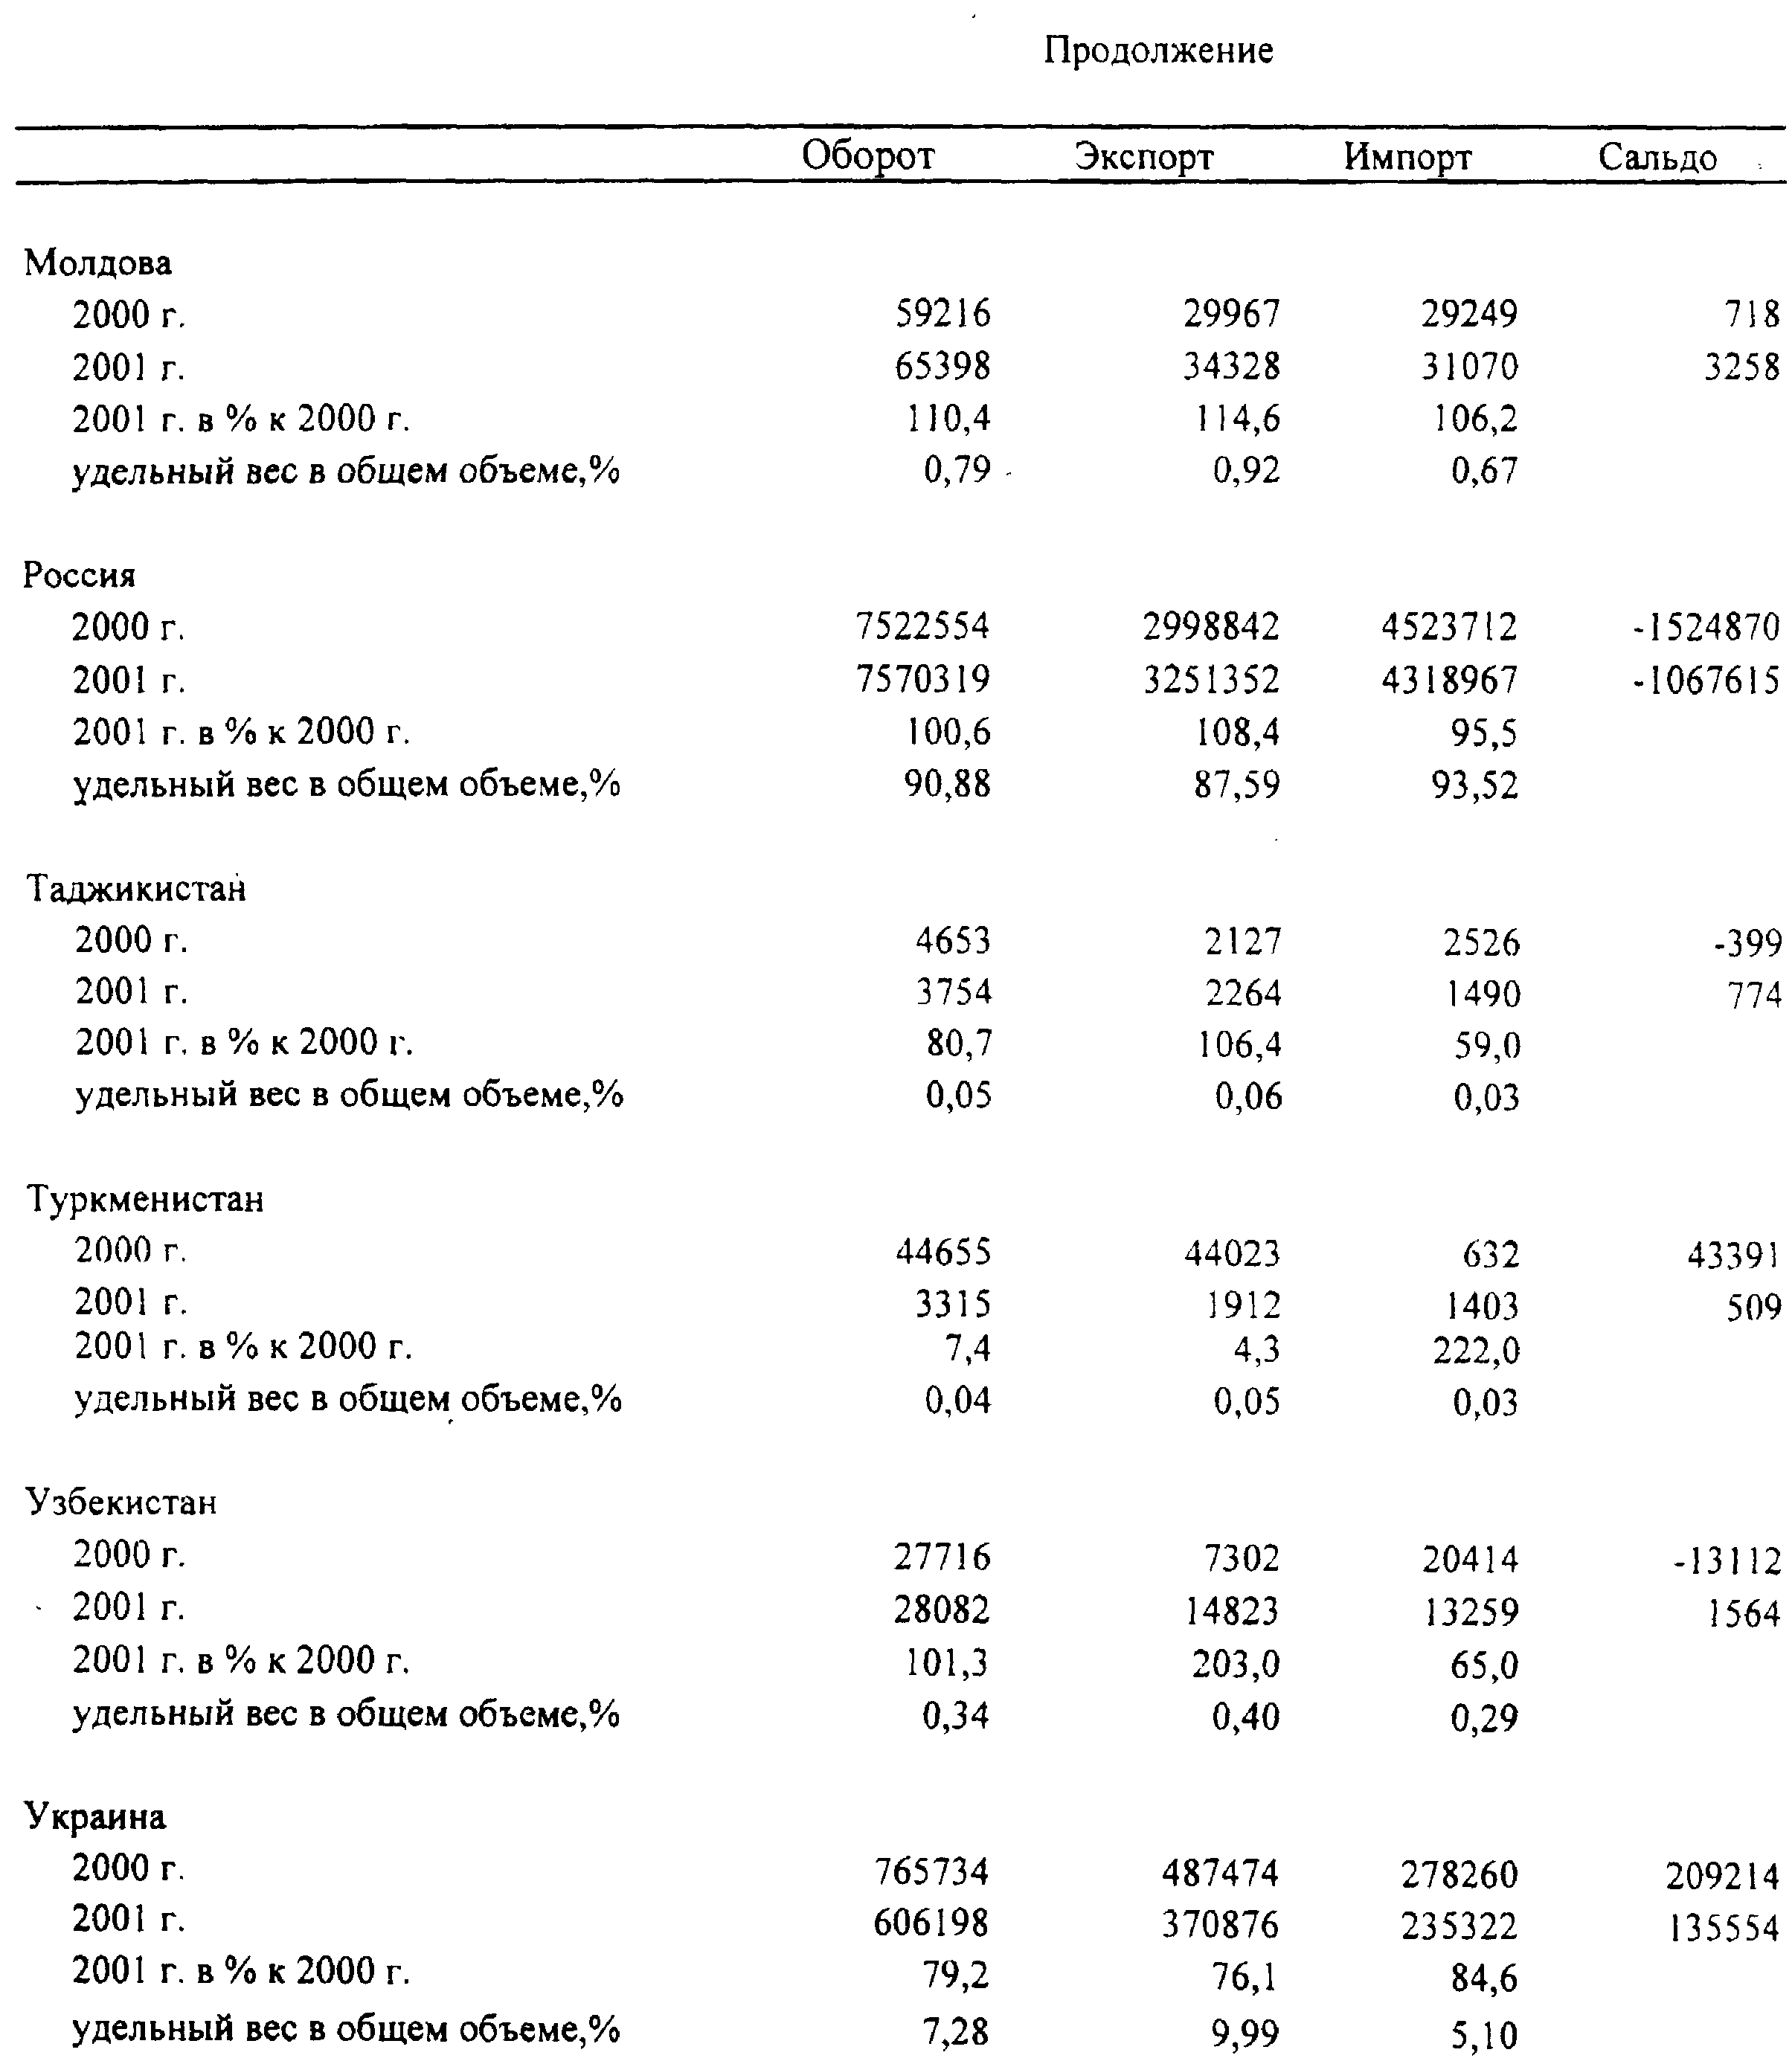 Продолжение
Оборот Экспорт Импорт Сальдо
Молдова
2000 г. 59216 29967 29249 718
2001 г. 65398 34328 31070 3258
2001 г. в % к 2000 г. 110,4 114,6 106,2
удельный вес в общем объеме,% 0,79 0,92 0,67
Россия
2000 г. 7522554 2998842 4523712 -1524870
2001 г. 7570319 3251352 4318967 -1067615
2001 г. в % к 2000 г. 100,6 108,4 95,5
удельный вес в общем объеме,% 90,88 87,59 93,52
Таджикистан
2000 г. 4653 2127 2526 -399
2001 г. 3754 2264 1490 774
2001 г. в % к 2000 г. 80,7 106,4 59,0
удельный вес в общем объеме,% 0,05 0,06 0,03
Туркменистан
2000 г. 44655 44023 632 43391
2001 г. 3315 1912 1403 509
2001 г. в % к 2000 г. 7,4 4,3 222,0
удельный вес в общем объеме,% 0,04 0,05 0,03
Узбекистан
2000 г. 27716 7302 20414 -13112
2001 г. 28082 14823 13259 1564
2001 г. в % к 2000 г. 101,3 203,0 65,0
удельный вес в общем объеме,% 0,34 0,40 0,29
Украина
2000 г. 765734 487474 278260 209214
2001 г. 606198 370876 235322 135554
2001 г. в % к 2000 г. 79,2 76,1 84,6
удельный вес в общем объеме,% 7,28 9,99 5,10